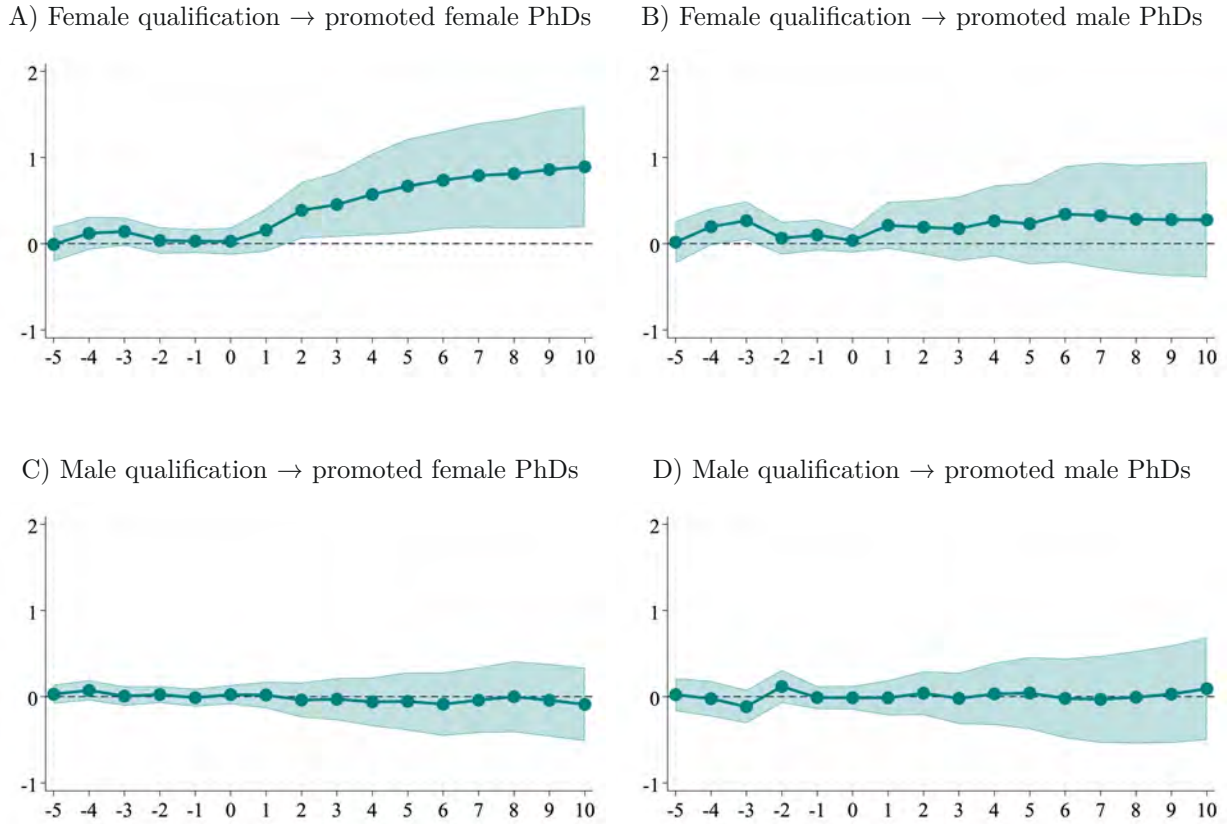 A) Female qualification → promoted female PhDs
2
1
0
-1
-5 -4 -3 -2 -1 0 1 2 3 4 5 6 7 8 9 10
B) Female qualification → promoted male PhDs
2
1
0
-1
-5 -4 -3 -2 -1 0 1 2 3 4 5 6 7 8 9 10
C) Male qualification → promoted female PhDs
2
1
0
-1
-5 -4 -3 -2 -1 0 1 2 3 4 5 6 7 8 9 10
D) Male qualification → promoted male PhDs
2
1
0
-1
-5 -4 -3 -2 -1 0 1 2 3 4 5 6 7 8 9 10